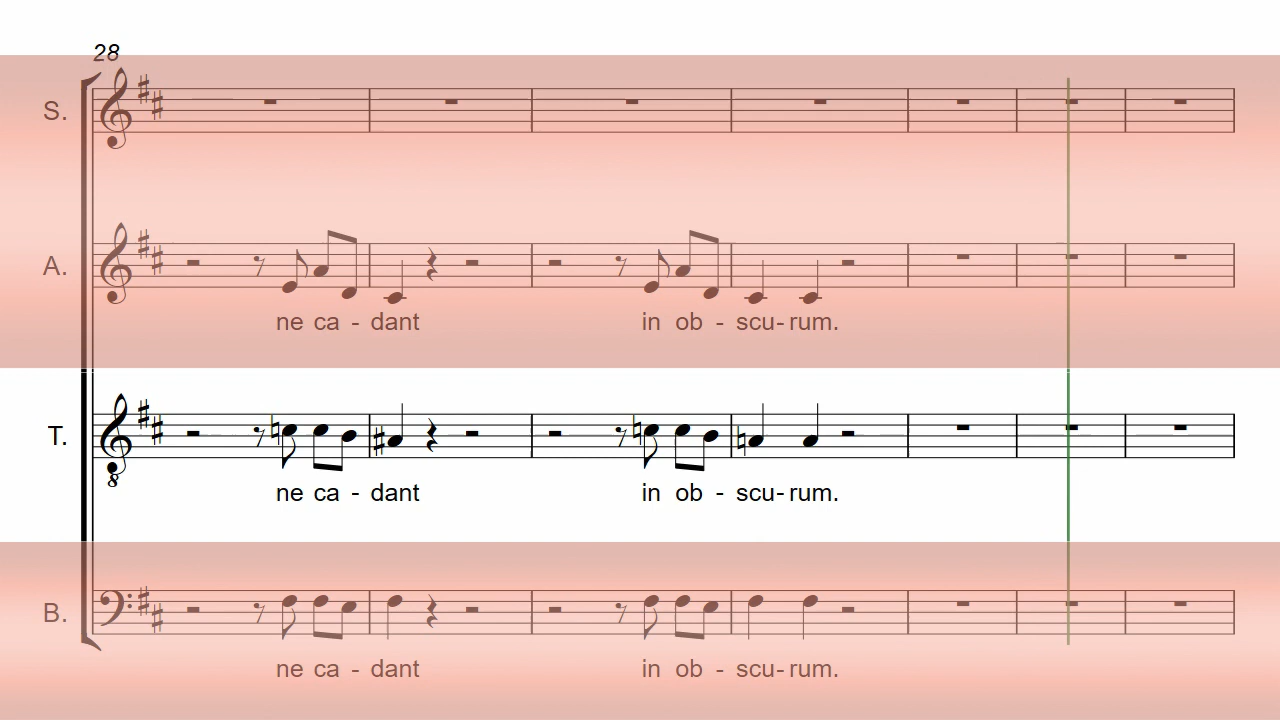 28
S.
A.
ne ca - dant in ob - scu- rum.
T.
8
ne ca - dant in ob - scu- rum.
B.
ne ca - dant in ob - scu- rum.